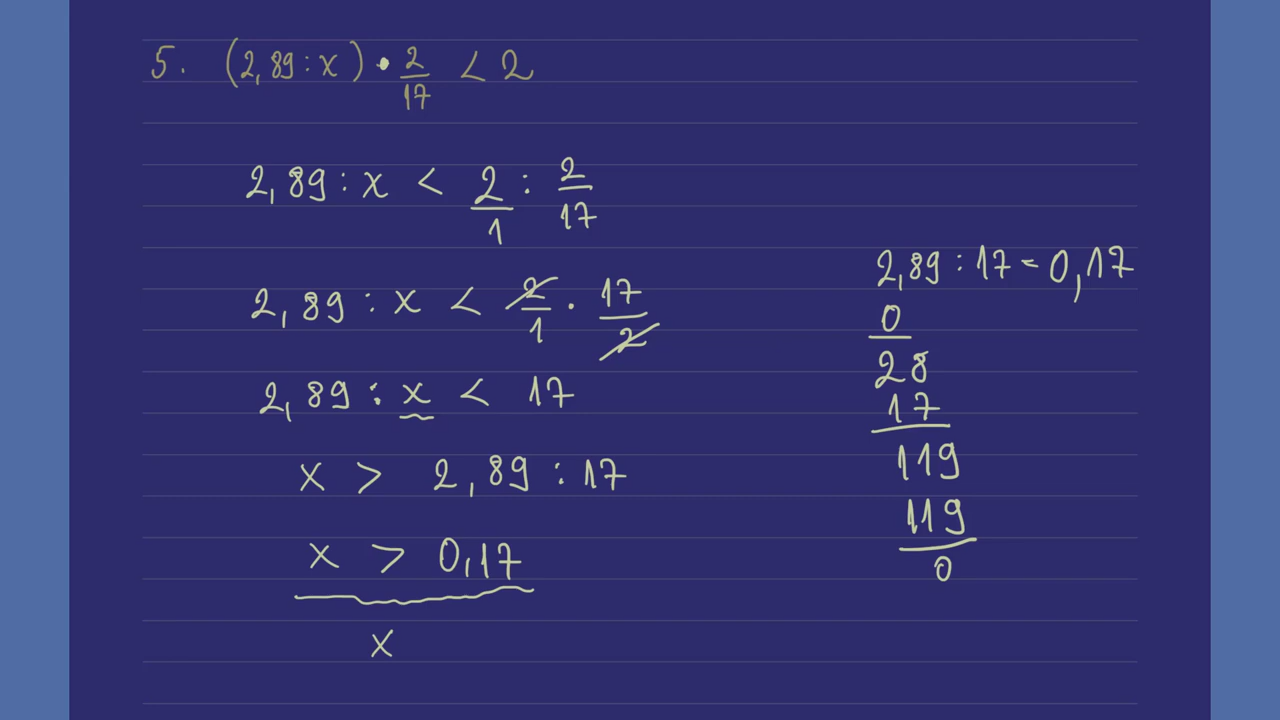 5. (2,89 : x) • 2/17 < 2
2,89 : x < 2/1 : 2/17
2,89 : x < 2/1 · 17/2
2,89 : x < 17
x > 2,89 : 17
x > 0,17
x
2,89 : 17 = 0,17
0
28
17
119
119
0